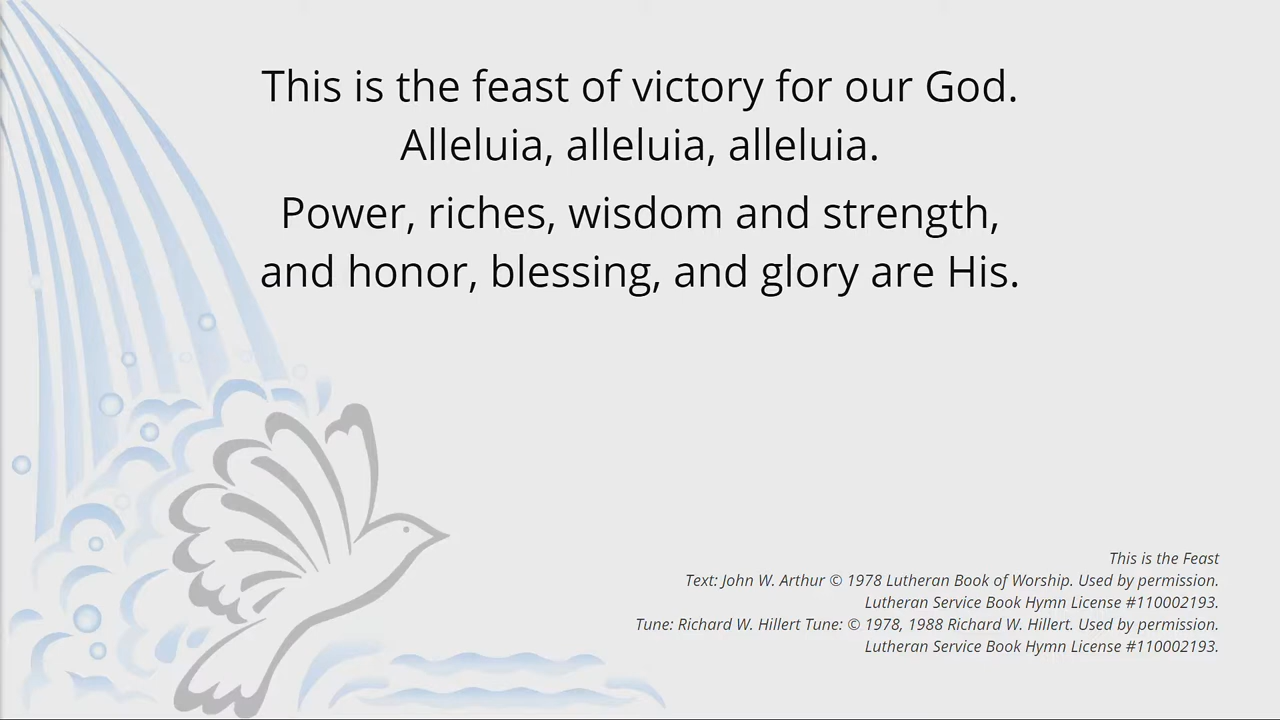 This is the feast of victory for our God.
Alleluia, alleluia, alleluia.
Power, riches, wisdom and strength,
and honor, blessing, and glory are His.
This is the Feast
Text: John W. Arthur © 1978 Lutheran Book of Worship. Used by permission.
Lutheran Service Book Hymn License #110002193.
Tune: Richard W. Hillert Tune: © 1978, 1988 Richard W. Hillert. Used by permission.
Lutheran Service Book Hymn License #110002193.